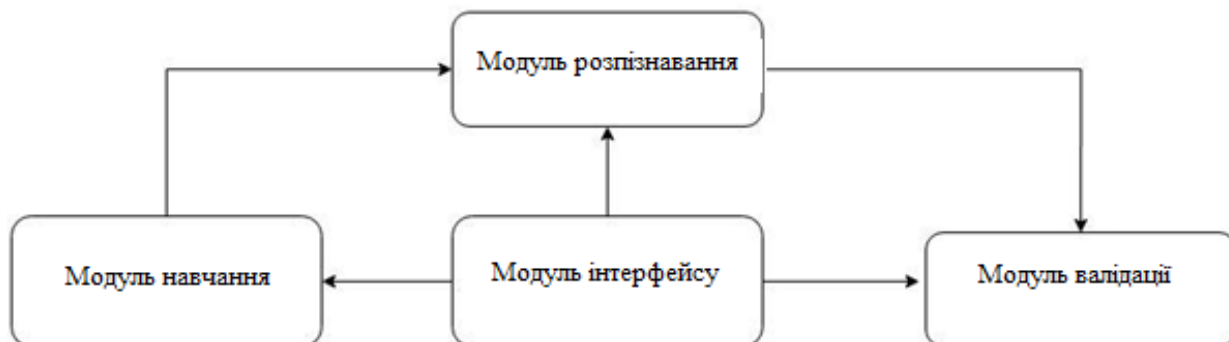 Модуль розпізнавання
Модуль навчання
Модуль інтерфейсу
Модуль валідації